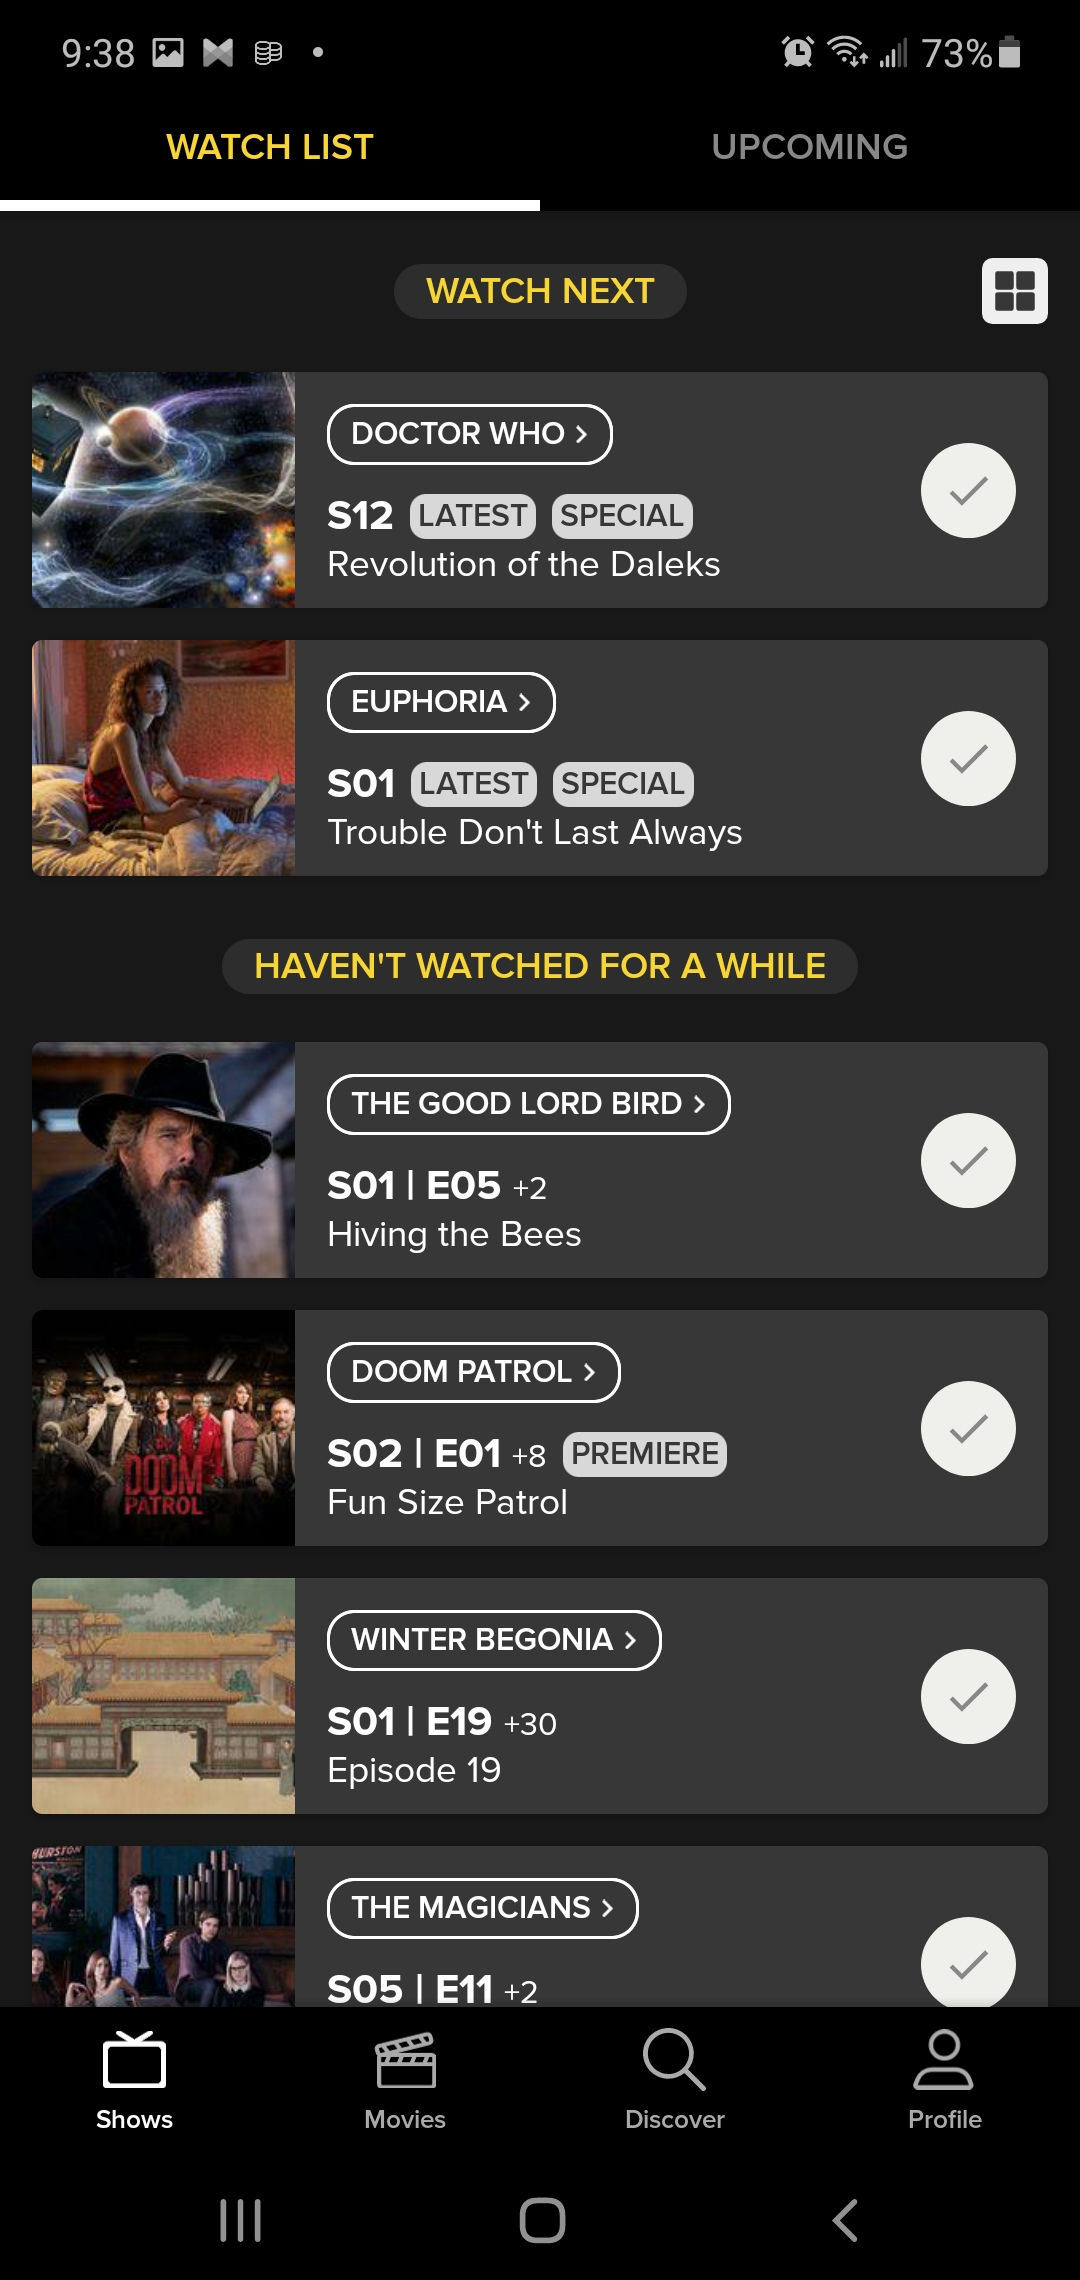 9:38
73%
WATCH LIST
UPCOMING
WATCH NEXT
DOCTOR WHO
S12 LATEST SPECIAL
Revolution of the Daleks
EUPHORIA
S01 LATEST SPECIAL
Trouble Don't Last Always
HAVEN'T WATCHED FOR A WHILE
THE GOOD LORD BIRD
S01 | E05 +2
Hiving the Bees
DOOM PATROL
DOOM PATROL
S02 | E01 +8 PREMIERE
Fun Size Patrol
WINTER BEGONIA
S01 | E19 +30
Episode 19
THE MAGICIANS
S05 | E11 +2
Shows
Movies
Discover
Profile